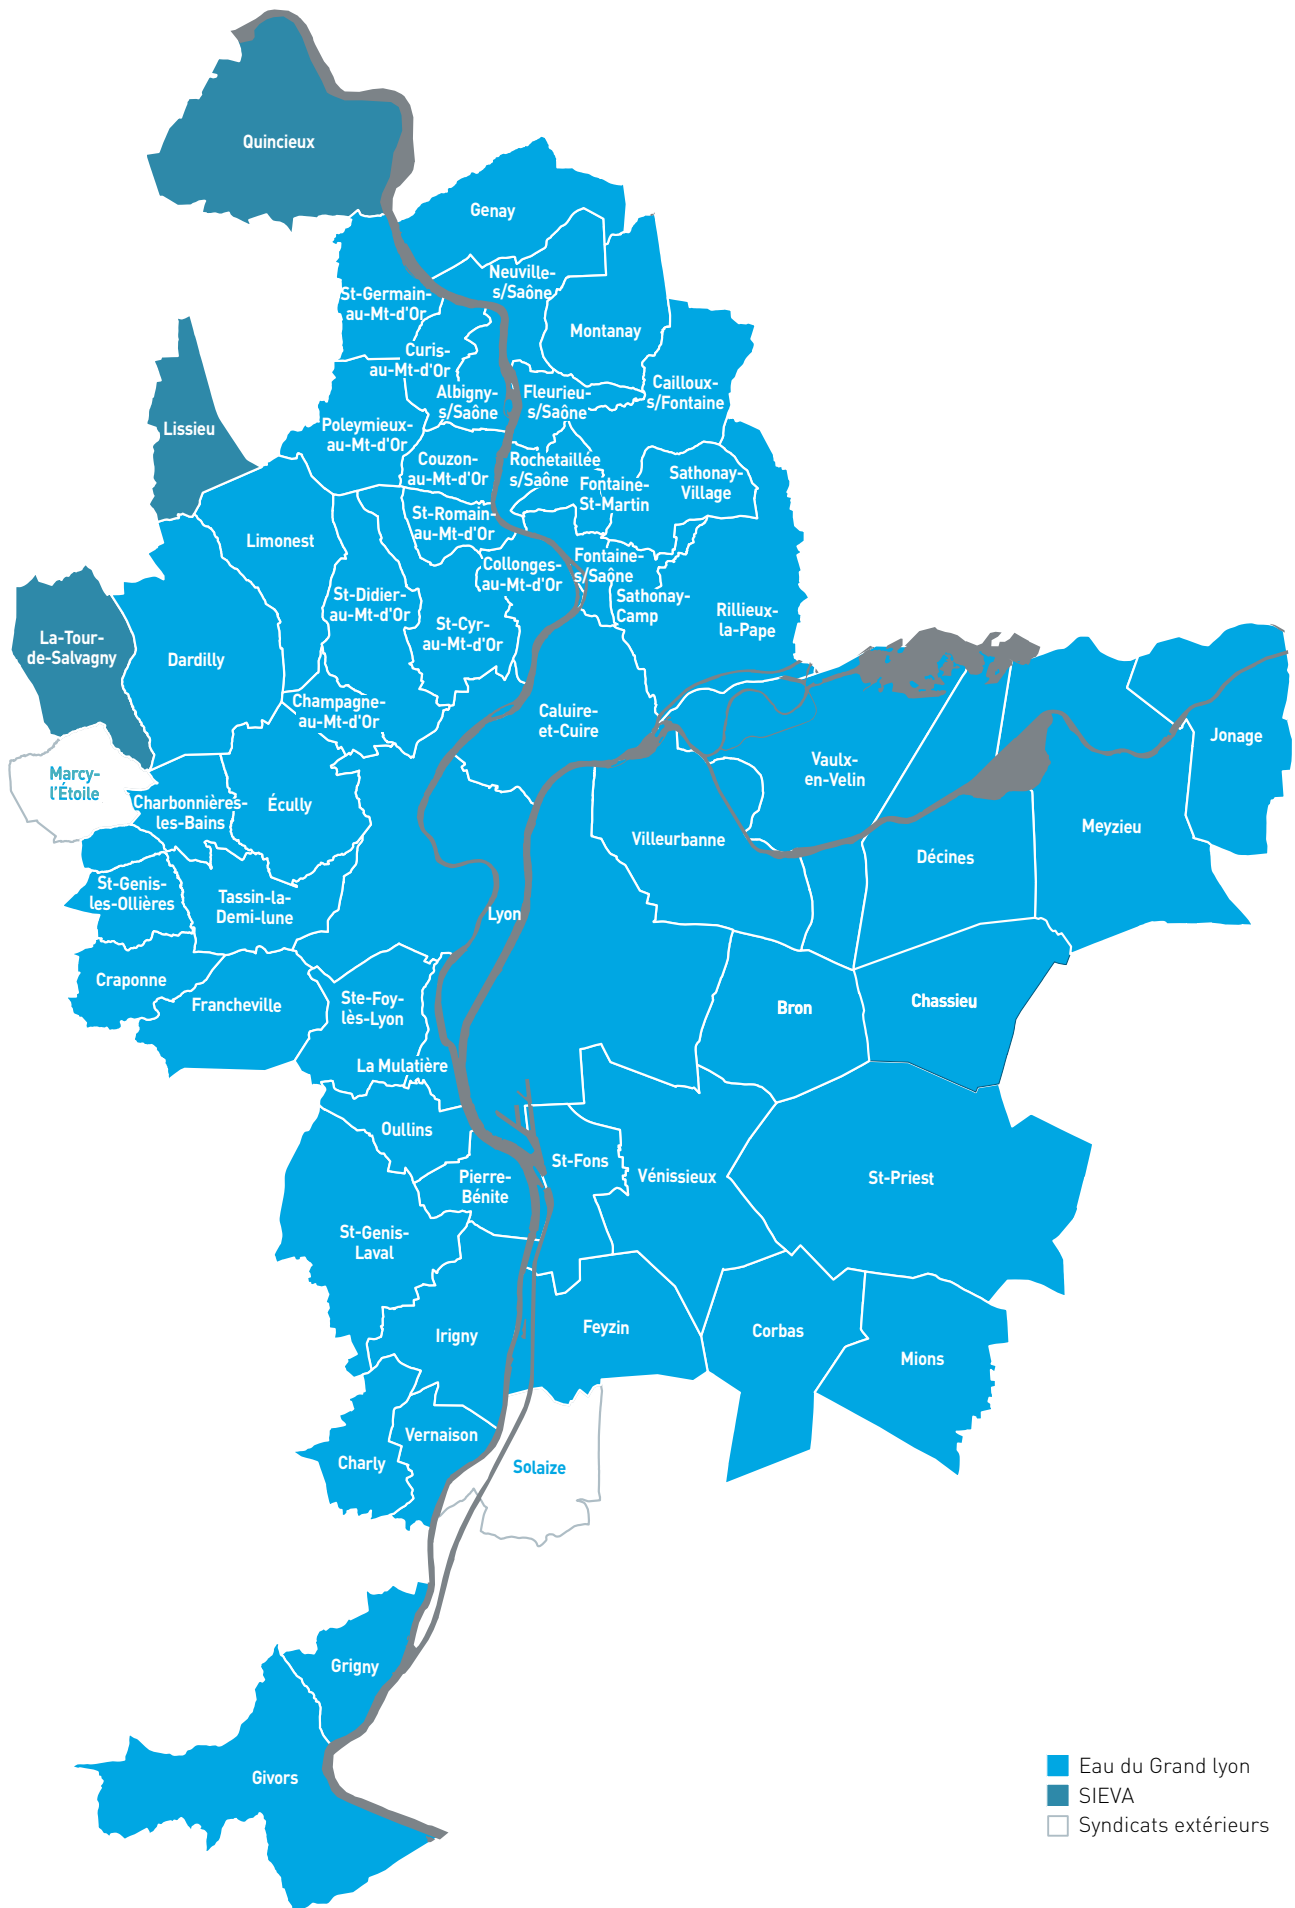 Quincieux
Genay
Neuville-
s/Saône
St-Germain-
au-Mt-d'Or
Montanay
Curis-
au-Mt-d'Or
Cailloux-
s/Fontaine
Albigny-
s/Saône
Fleurieu-
s/Saône
Lissieu
Poleymieux-
au-Mt-d'Or
Couzon-
au-Mt-d'Or
Rochetaillée
s/Saône
Fontaine-
St-Martin
Sathonay-
Village
St-Romain-
au-Mt-d'Or
Limonest
Collonges-
au-Mt-d'Or
Fontaine-
s/Saône
St-Didier-
au-Mt-d'Or
Sathonay-
Camp
Rillieux-
la-Pape
St-Cyr-
au-Mt-d'Or
La-Tour-
de-Salvagny
Dardilly
Champagne-
au-Mt-d'Or
Caluire-
et-Cuire
Jonage
Vaulx-
en-Velin
Marcy-
l'Étoile
Charbonnières-
les-Bains
Écully
Meyzieu
Villeurbanne
Décines
St-Genis-
les-Ollières
Tassin-la-
Demi-lune
Lyon
Craponne
Francheville
Ste-Foy-
lès-Lyon
Bron
Chassieu
La Mulatière
Oullins
St-Fons
Vénissieux
St-Priest
Pierre-
Bénite
St-Genis-
Laval
Irigny
Feyzin
Corbas
Mions
Vernaison
Charly
Solaize
Grigny
Givors
Eau du Grand lyon
SIEVA
Syndicats extérieurs